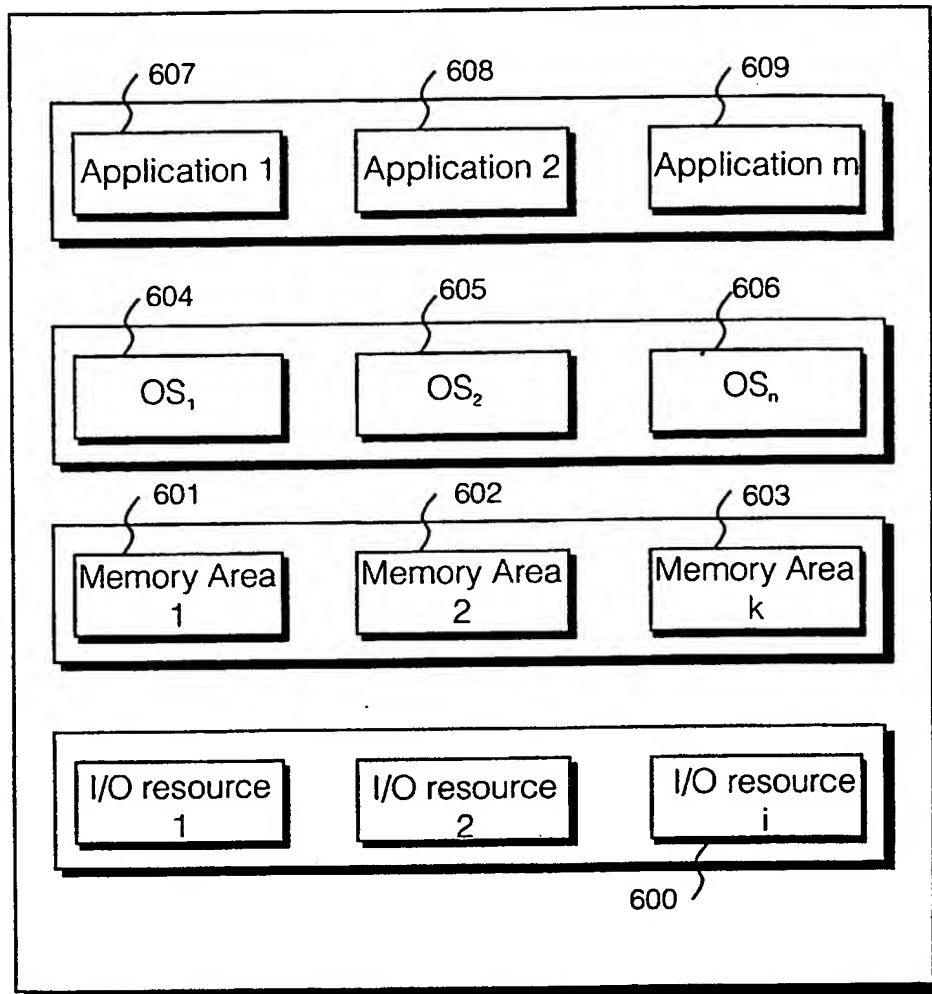 607 608 609
Application 1 Application 2 Application m
604 605 606
OS₁ OS₂ OSₙ
601 602 603
Memory Area 1 Memory Area 2 Memory Area k
I/O resource 1 I/O resource 2 I/O resource i
600